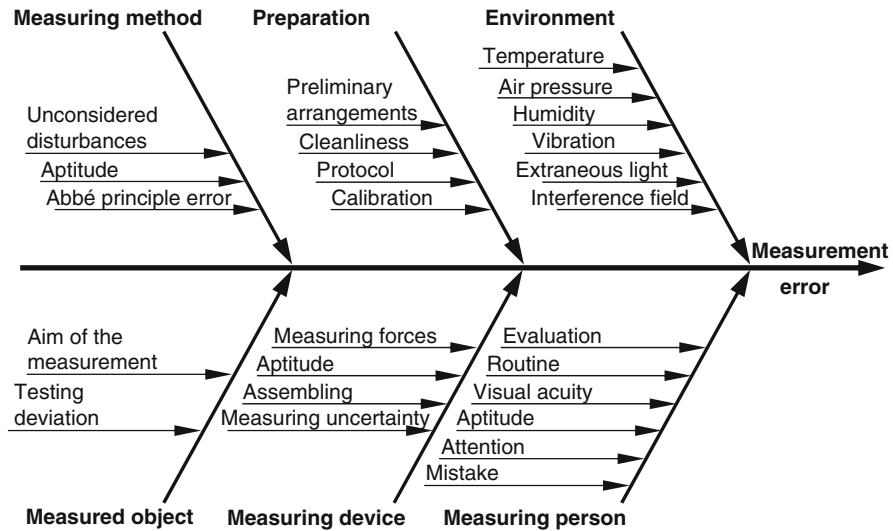 Measuring method
Preparation
Environment
Unconsidered
disturbances
Aptitude
Abbé principle error
Preliminary
arrangements
Cleanliness
Protocol
Calibration
Temperature
Air pressure
Humidity
Vibration
Extraneous light
Interference field
Measurement
error
Aim of the
measurement
Testing
deviation
Measuring forces
Aptitude
Assembling
Measuring uncertainty
Evaluation
Routine
Visual acuity
Aptitude
Attention
Mistake
Measured object
Measuring device
Measuring person